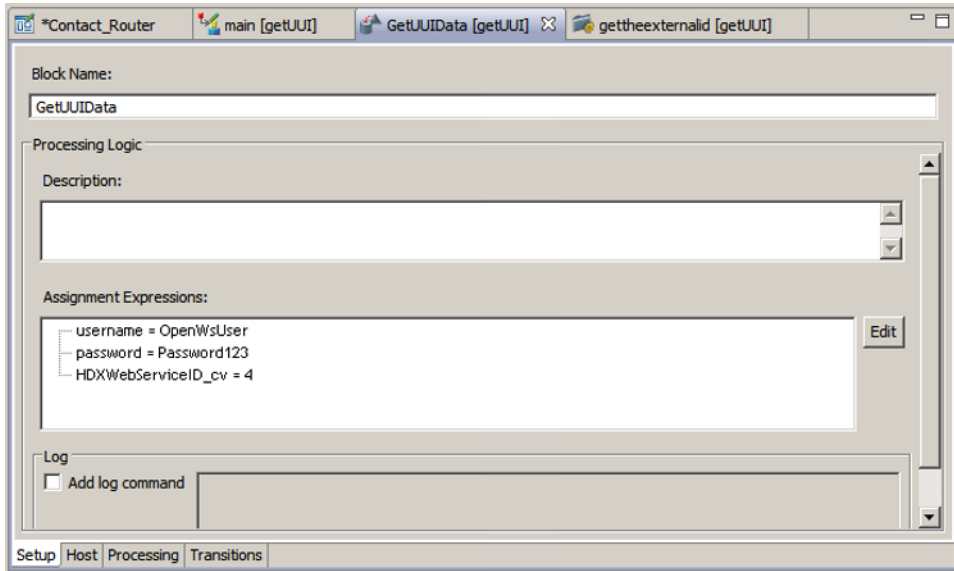 *Contact_Router main [getUUI] GetUUIData [getUUI] gettheexternalid [getUUI]
Block Name:
GetUUIData
Processing Logic
Description:
Assignment Expressions:
username = OpenWsUser
password = Password123
HDXWebServiceID_cv = 4
Edit
Log
Add log command
Setup Host Processing Transitions